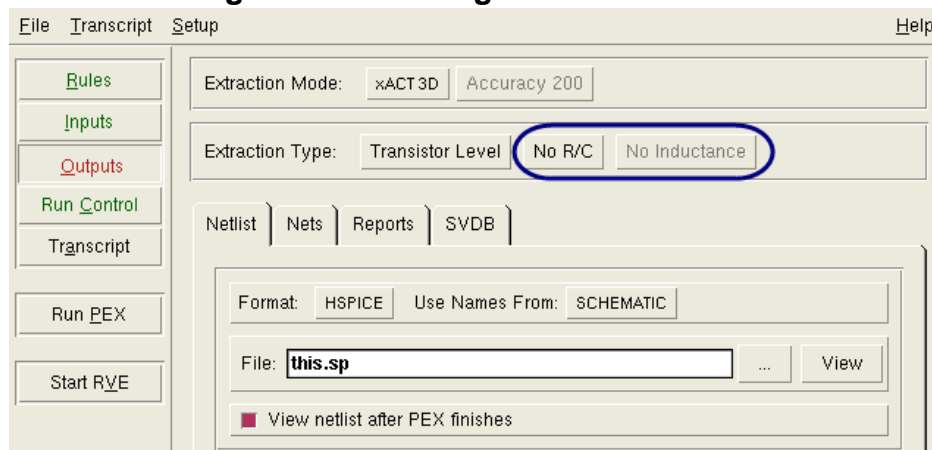 File Transcript Setup Help
Rules
Extraction Mode: xACT3D Accuracy 200
Inputs
Extraction Type: Transistor Level No R/C No Inductance
Outputs
Run Control
Netlist Nets Reports SVDB
Transcript
Format: HSPICE Use Names From: SCHEMATIC
Run PEX
File: this.sp ... View
Start RVE
View netlist after PEX finishes